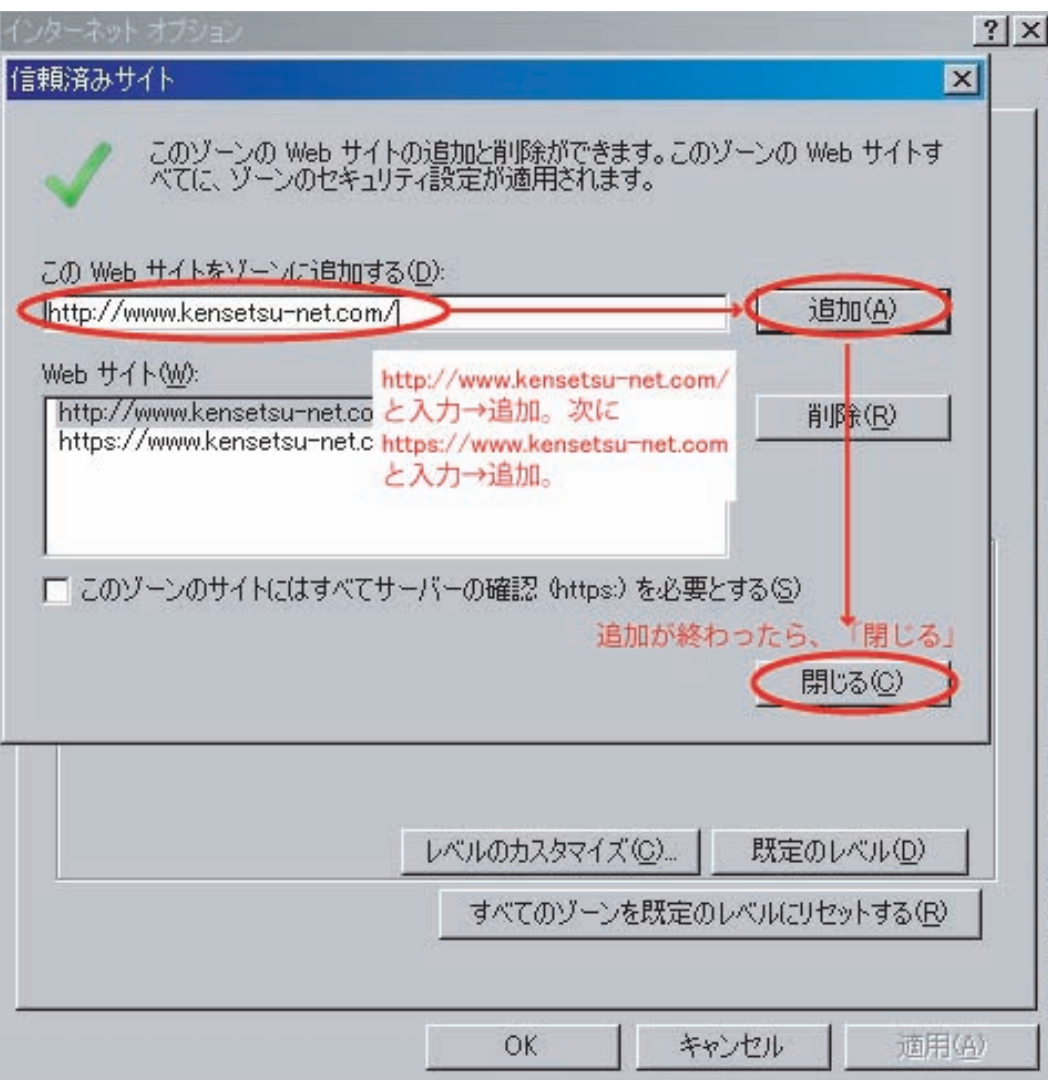 インターネット オプション
信頼済みサイト
このゾーンの Web サイトの追加と削除ができます。このゾーンの Web サイトす
べてに、ゾーンのセキュリティ設定が適用されます。
この Web サイトをゾーンに追加する(D):
http://www.kensetsu-net.com/
追加(A)
Web サイト(W):
http://www.kensetsu-net.co
https://www.kensetsu-net.c
http://www.kensetsu-net.com/
と入力→追加。次に
https://www.kensetsu-net.com
と入力→追加。
削除(R)
このゾーンのサイトにはすべてサーバーの確認 (https:) を必要とする(S)
追加が終わったら、「閉じる」
閉じる(C)
レベルのカスタマイズ(C)...
既定のレベル(D)
すべてのゾーンを既定のレベルにリセットする(R)
OK
キャンセル
適用(A)